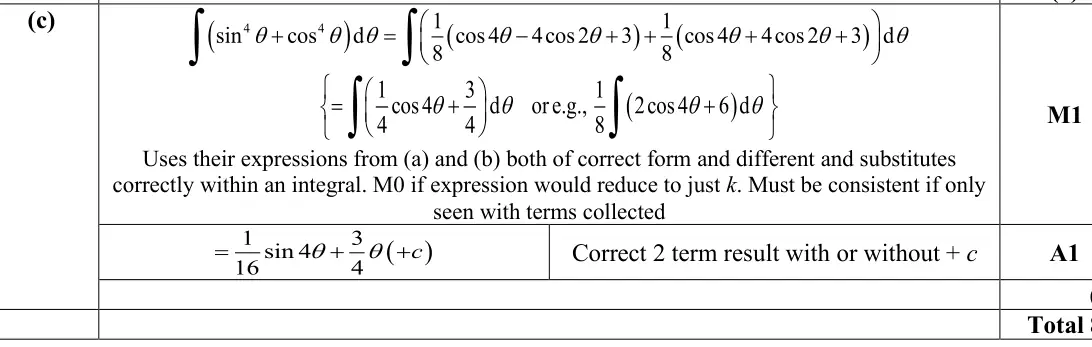 (c)
∫(sin⁴θ + cos⁴θ)dθ = ∫(1/8(cos4θ − 4cos2θ + 3) + 1/8(cos4θ + 4cos2θ + 3))dθ
{= ∫(1/4 cos4θ + 3/4)dθ or e.g., 1/8 ∫(2cos4θ + 6)dθ}
M1
Uses their expressions from (a) and (b) both of correct form and different and substitutes
correctly within an integral. M0 if expression would reduce to just k. Must be consistent if only
seen with terms collected
= 1/16 sin 4θ + 3/4 θ (+c)
Correct 2 term result with or without + c
A1
Total